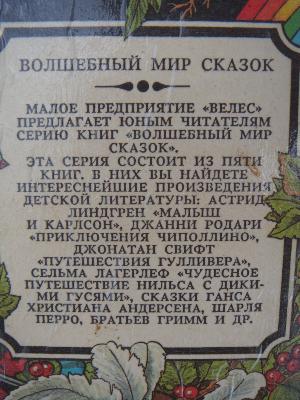 ВОЛШЕБНЫЙ МИР СКАЗОК
МАЛОЕ ПРЕДПРИЯТИЕ «ВЕЛЕС»
ПРЕДЛАГАЕТ ЮНЫМ ЧИТАТЕЛЯМ
СЕРИЮ КНИГ «ВОЛШЕБНЫЙ МИР
СКАЗОК».
ЭТА СЕРИЯ СОСТОИТ ИЗ ПЯТИ
КНИГ. В НИХ ВЫ НАЙДЕТЕ
ИНТЕРЕСНЕЙШИЕ ПРОИЗВЕДЕНИЯ
ДЕТСКОЙ ЛИТЕРАТУРЫ: АСТРИД
ЛИНДГРЕН «МАЛЫШ
И КАРЛСОН», ДЖАННИ РОДАРИ
«ПРИКЛЮЧЕНИЯ ЧИПОЛЛИНО»,
ДЖОНАТАН СВИФТ
«ПУТЕШЕСТВИЯ ГУЛЛИВЕРА»,
СЕЛЬМА ЛАГЕРЛЕФ «ЧУДЕСНОЕ
ПУТЕШЕСТВИЕ НИЛЬСА С ДИКИ-
МИ ГУСЯМИ», СКАЗКИ ГАНСА
ХРИСТИАНА АНДЕРСЕНА, ШАРЛЯ
ПЕРРО, БРАТЬЕВ ГРИММ И ДР.